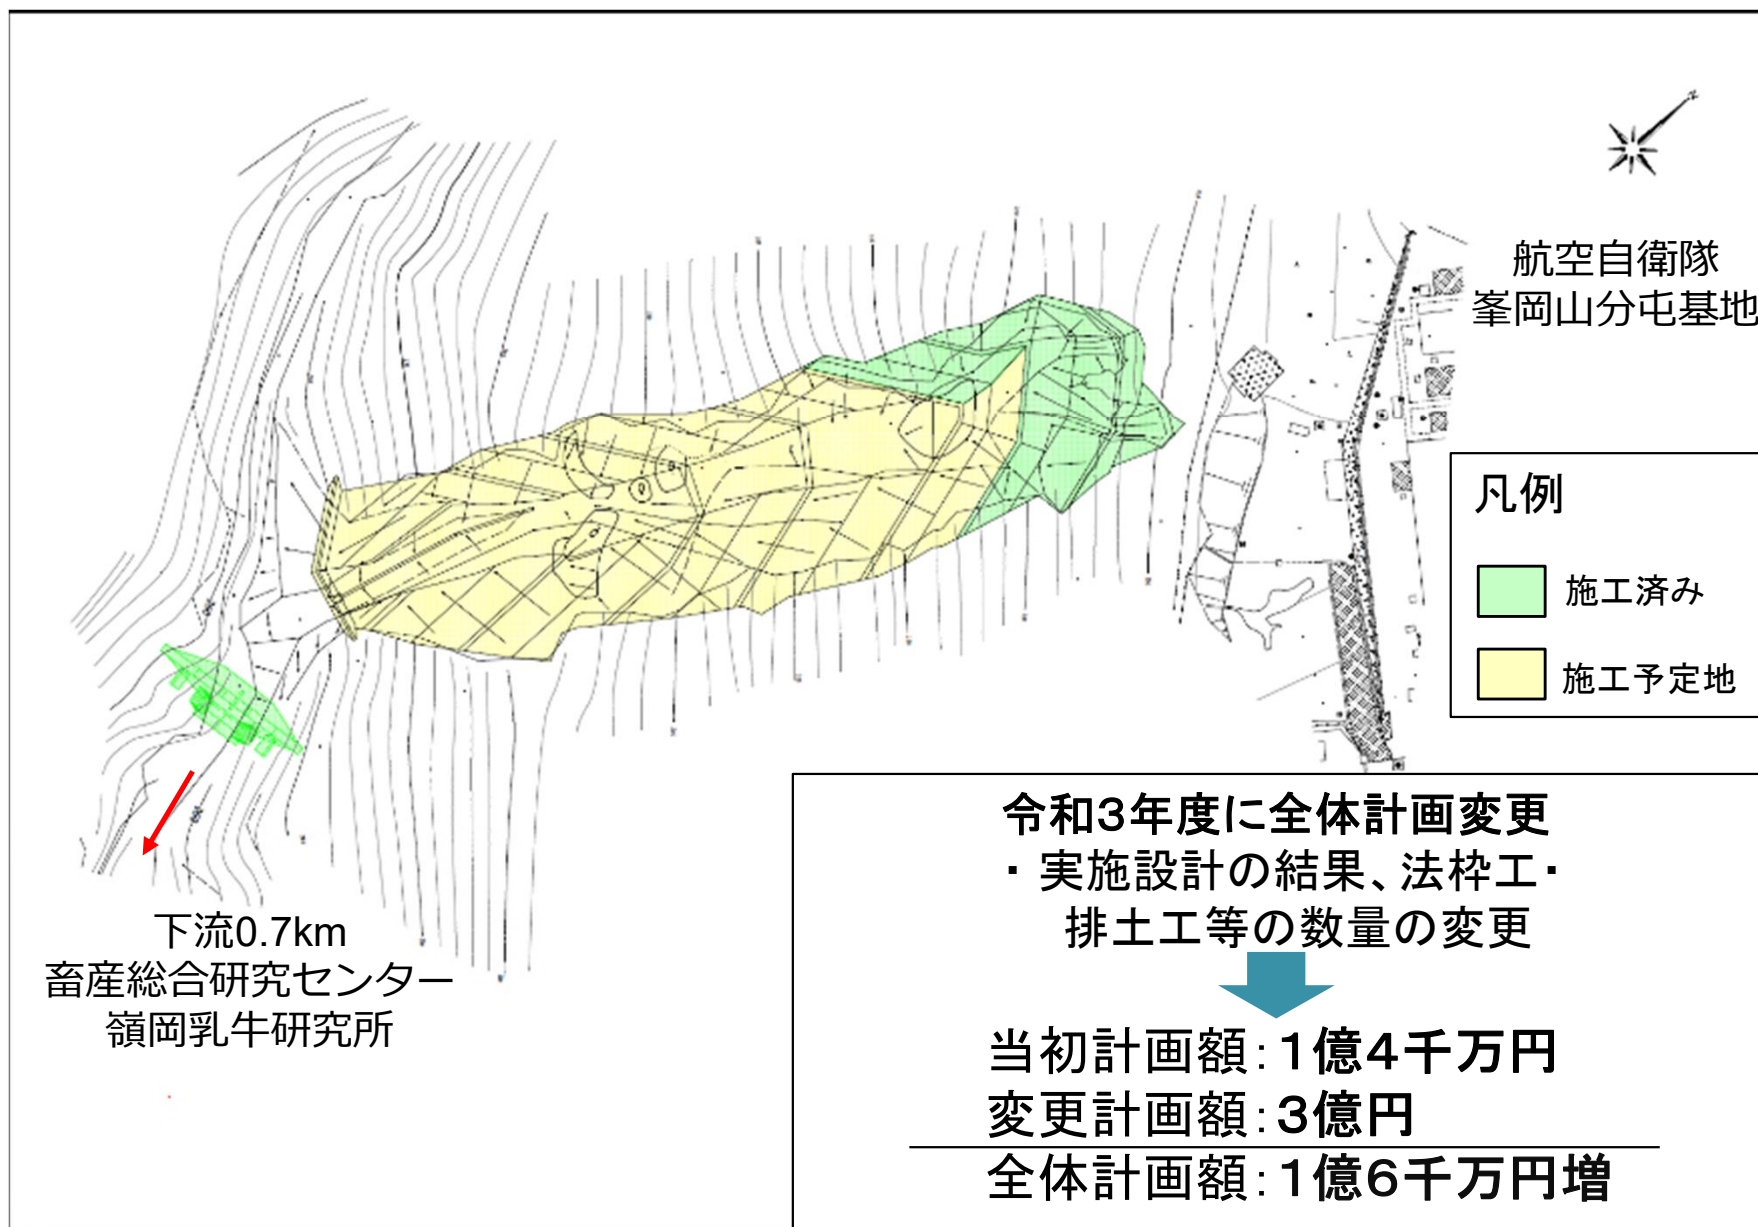 航空自衛隊
峯岡山分屯基地
凡例
施工済み
施工予定地
下流0.7km
畜産総合研究センター
嶺岡乳牛研究所
令和3年度に全体計画変更
・実施設計の結果、法枠工・
排土工等の数量の変更
当初計画額：1億4千万円
変更計画額：3億円
全体計画額：1億6千万円増